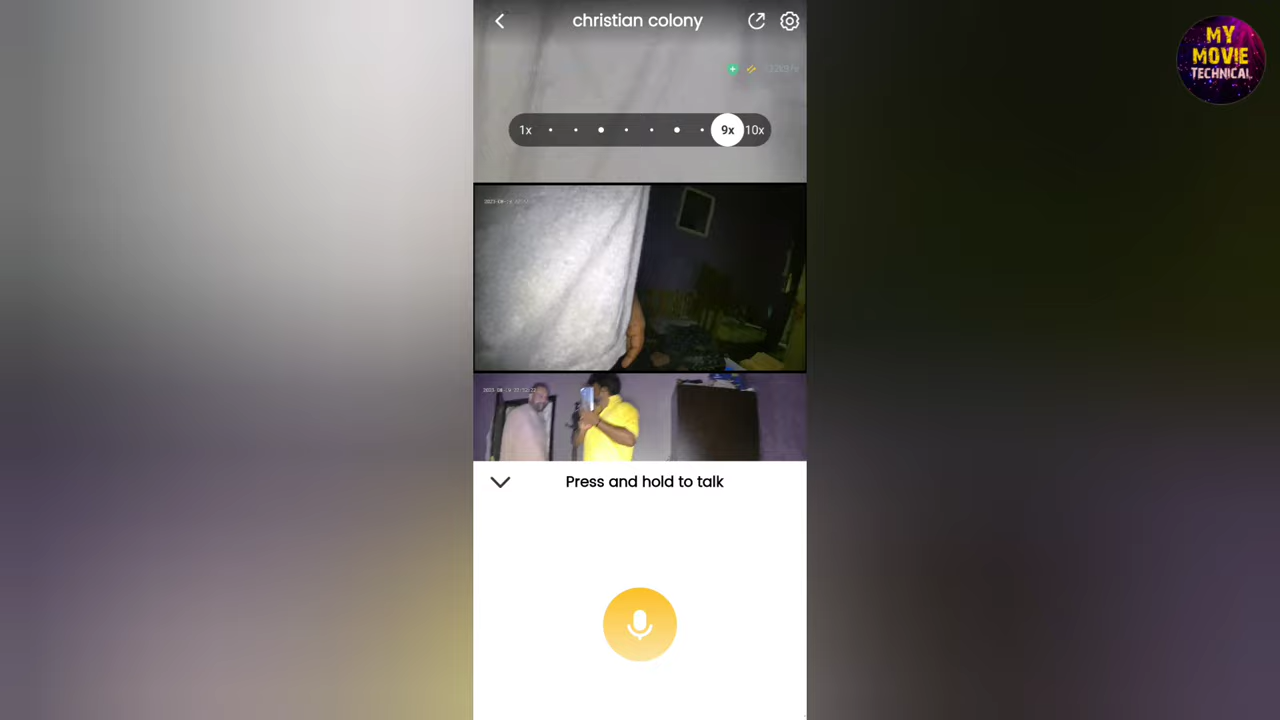 christian colony
1x
9x
10x
Press and hold to talk
MY
MOVIE
TECHNICAL